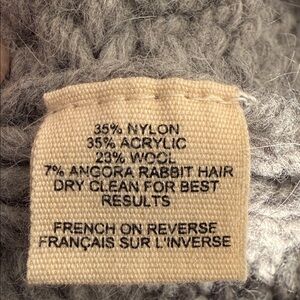 35% NYLON
35% ACRYLIC
23% WOOL
7% ANGORA RABBIT HAIR
DRY CLEAN FOR BEST
RESULTS
FRENCH ON REVERSE
FRANÇAIS SUR L'INVERSE